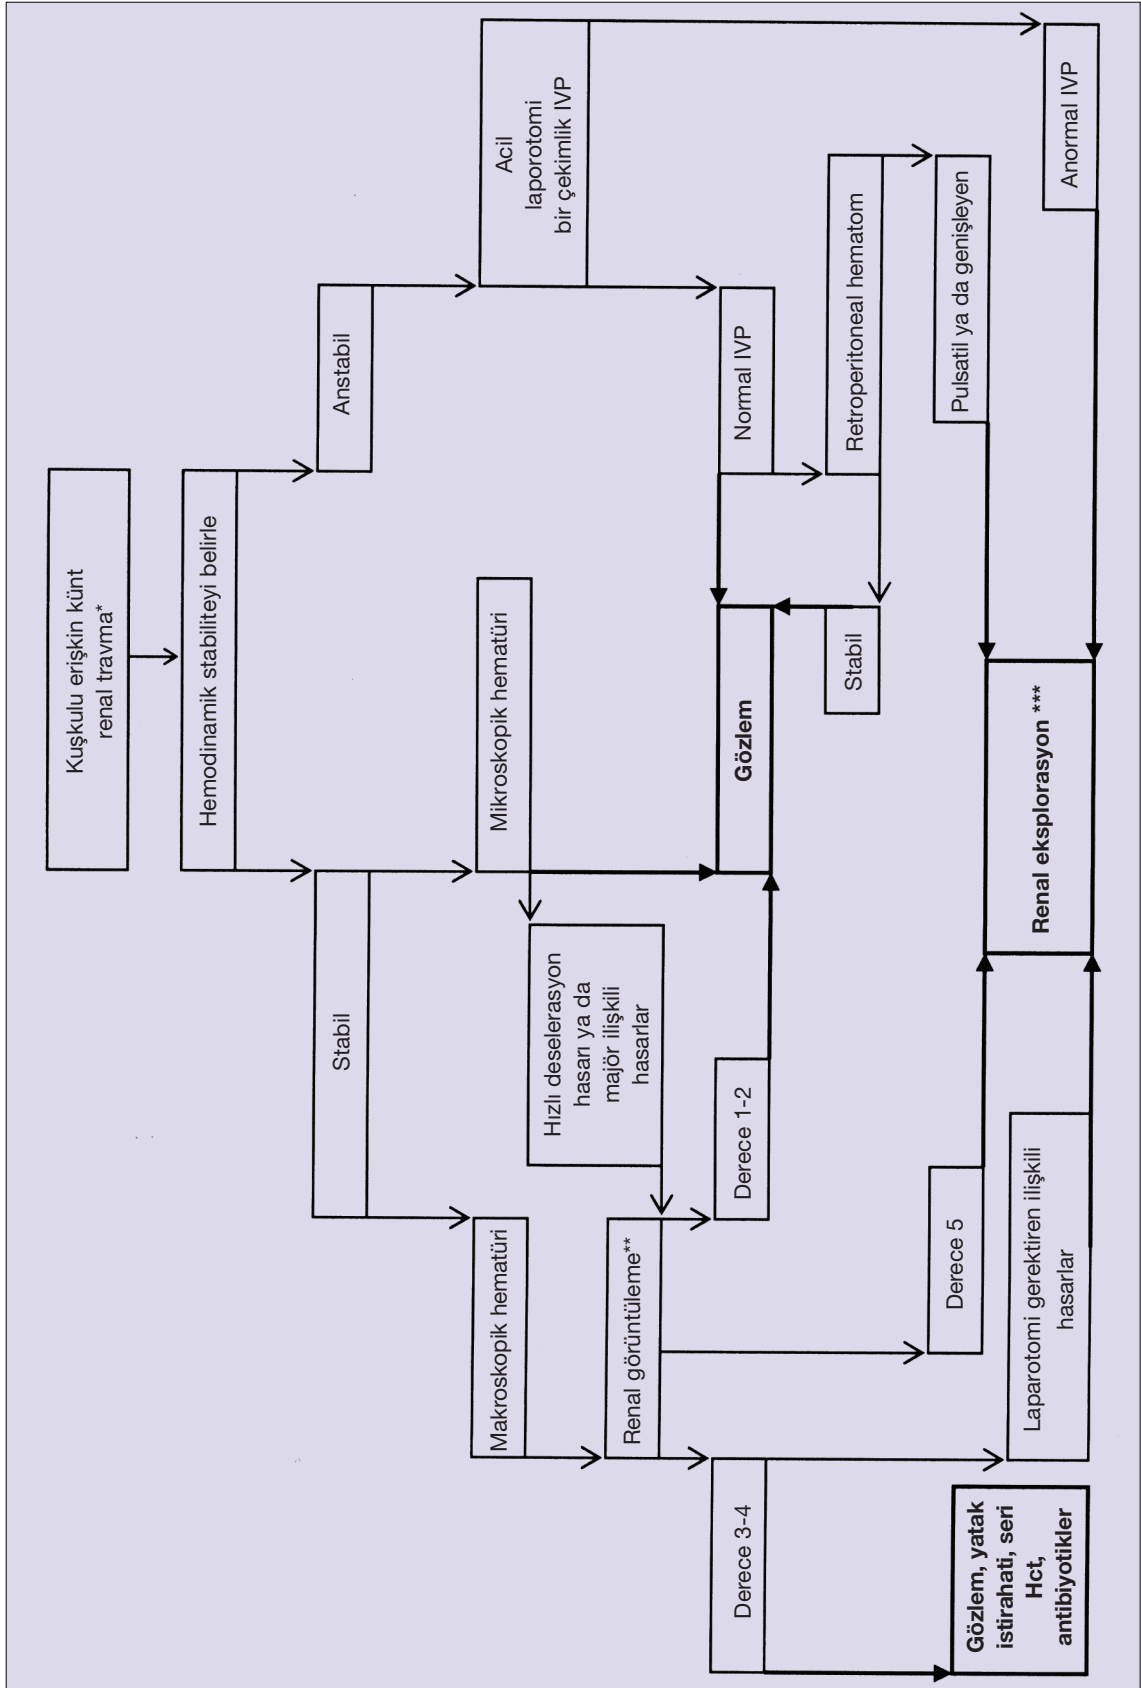 Kuşkulu erişkin künt
renal travma*
Hemodinamik stabiliteyi belirle
Stabil
Anstabil
Makroskopik hematüri
Mikroskopik hematüri
Acil
laporotomi
bir çekimlik IVP
Hızlı deselerasyon
hasarı ya da
majör ilişkili
hasarlar
Renal görüntüleme**
Derece 3-4
Derece 1-2
Gözlem
Normal IVP
Stabil
Retroperitoneal hematom
Derece 5
Pulsatil ya da genişleyen
Gözlem, yatak
istirahati, seri
Hct,
antibiyotikler
Laparotomi gerektiren ilişkili
hasarlar
Renal eksplorasyon ***
Anormal IVP